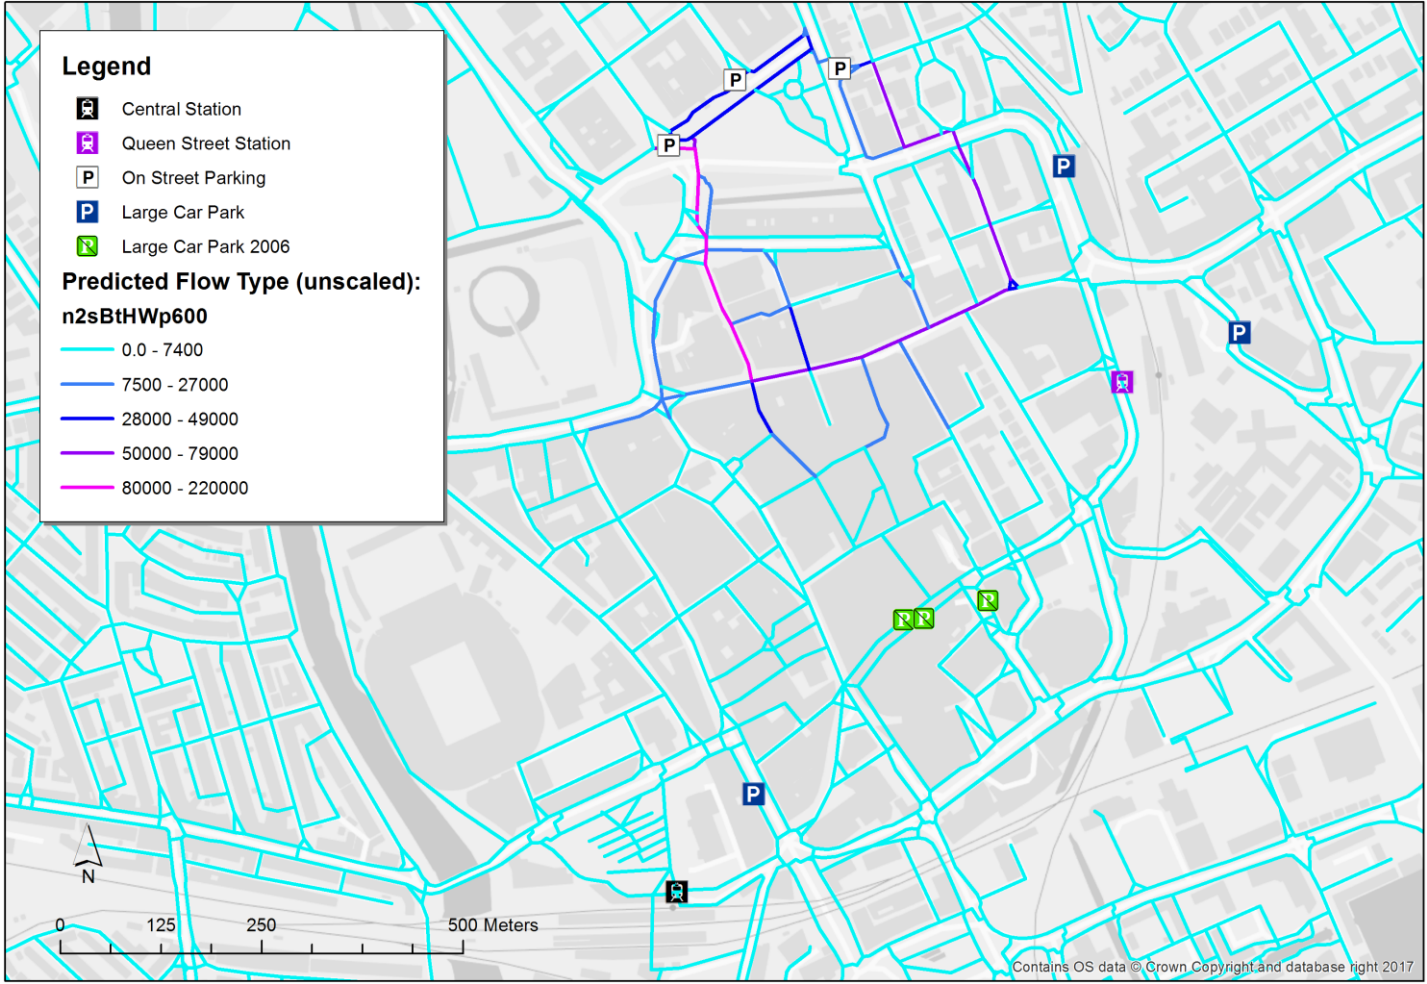 Legend
Central Station
Queen Street Station
P On Street Parking
P Large Car Park
P Large Car Park 2006
Predicted Flow Type (unscaled):
n2sBtHWp600
0.0 - 7400
7500 - 27000
28000 - 49000
50000 - 79000
80000 - 220000
P
P
P
P
P
P P P
P
N
0 125 250 500 Meters
Contains OS data © Crown Copyright and database right 2017